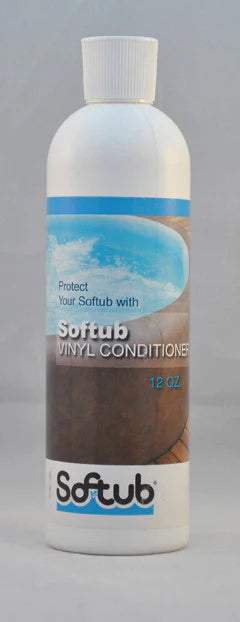 Protect
Your Softub with
Softub
VINYL CONDITIONER
12 OZ.
Softub®